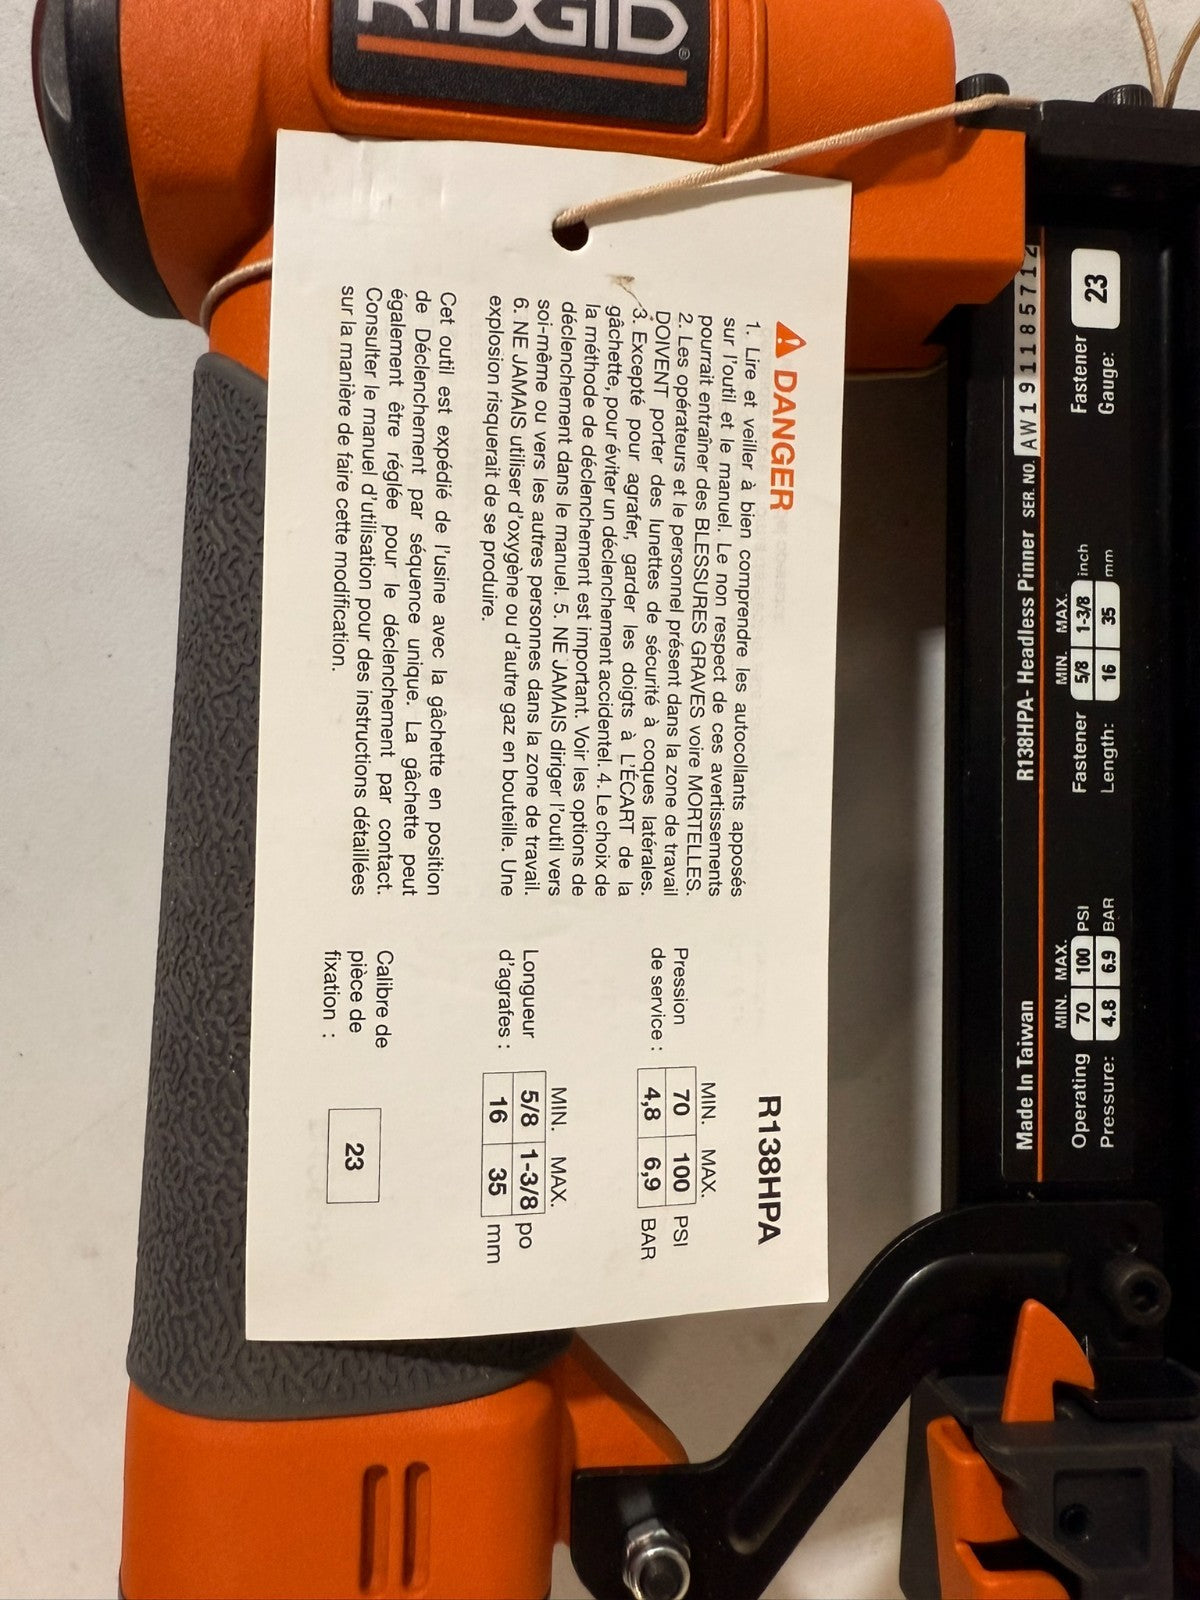 RIDGID®
DANGER
1. Lire et veiller à bien comprendre les autocollants apposés
sur l'outil et le manuel. Le non respect de ces avertissements
pourrait entraîner des BLESSURES GRAVES voire MORTELLES.
2. Les opérateurs et le personnel présent dans la zone de travail
DOIVENT porter des lunettes de sécurité à coques latérales.
3. Excepté pour agrafer, garder les doigts à L'ÉCART de la
gâchette, pour éviter un déclenchement accidentel. 4. Le choix de
la méthode de déclenchement est important. Voir les options de
déclenchement dans le manuel. 5. NE JAMAIS diriger l'outil vers
soi-même ou vers les autres personnes dans la zone de travail.
6. NE JAMAIS utiliser d'oxygène ou d'autre gaz en bouteille. Une
explosion risquerait de se produire.
Cet outil est expédié de l'usine avec la gâchette en position
de Déclenchement par séquence unique. La gâchette peut
également être réglée pour le déclenchement par contact.
Consulter le manuel d'utilisation pour des instructions détaillées
sur la manière de faire cette modification.
R138HPA
MIN. MAX.
Pression 70 100 PSI
de service : 4,8 6,9 BAR
MIN. MAX.
Longueur 5/8 1-3/8 po
d'agrafes : 16 35 mm
Calibre de
pièce de 23
fixation :
Made In Taiwan R138HPA- Headless Pinner SER. NO. AW191185712
MIN. MAX. MIN. MAX.
Operating 70 100 PSI Fastener 5/8 1-3/8 inch Fastener 23
Pressure: 4.8 6.9 BAR Length: 16 35 mm Gauge: